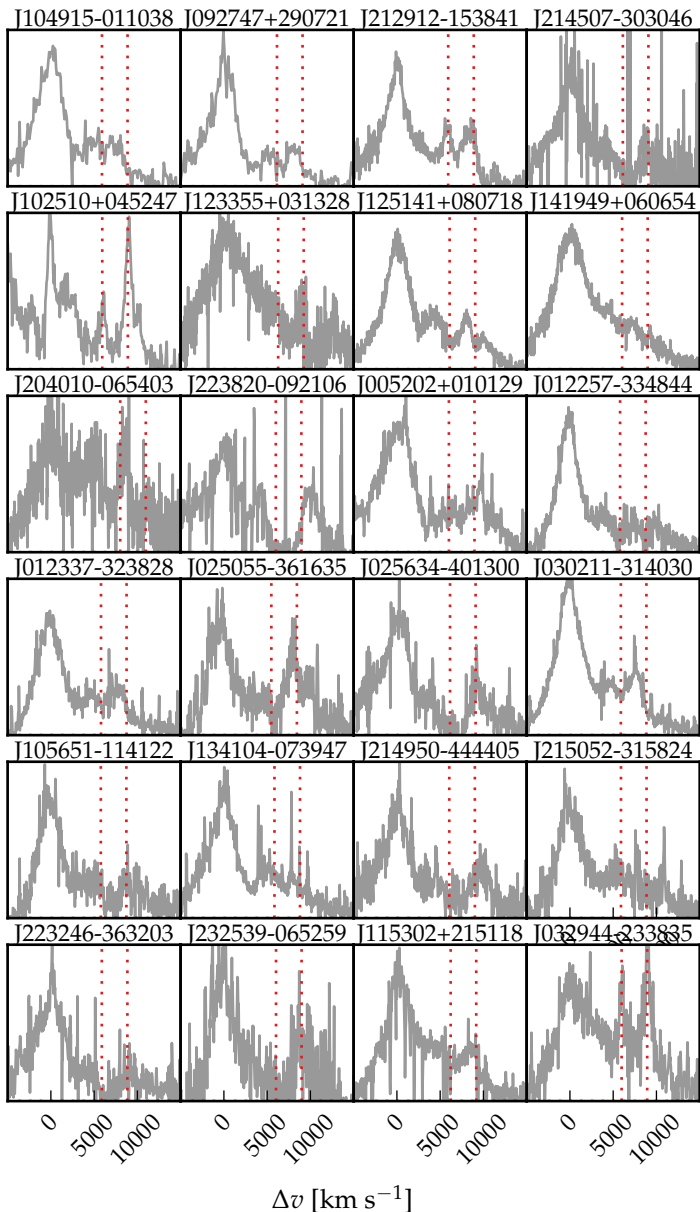 J104915-011038 J092747+290721 J212912-153841 J214507-303046
J102510+045247 J123355+031328 J125141+080718 J141949+060654
J204010-065403 J223820-092106 J005202+010129 J012257-334844
J012337-323828 J025055-361635 J025634-401300 J030211-314030
J105651-114122 J134104-073947 J214950-444405 J215052-315824
J223246-363203 J232539-065259 J115302+215118 J032944-233835
0 5000 10000 0 5000 10000 0 5000 10000 0 5000 10000
Δv [km s⁻¹]